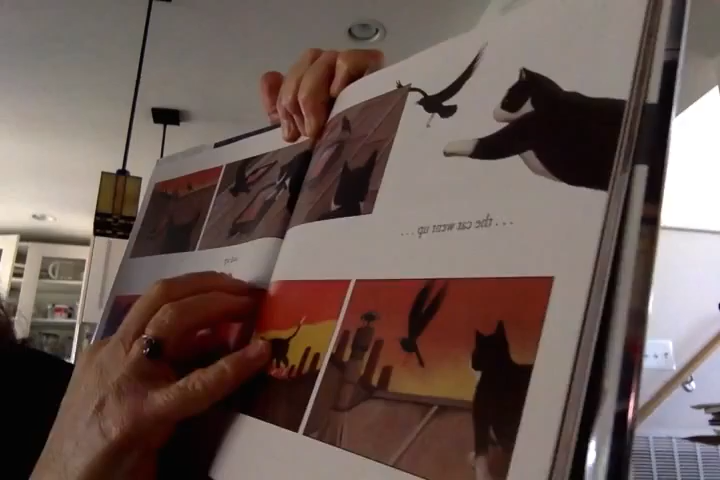 ... the cat went up ...